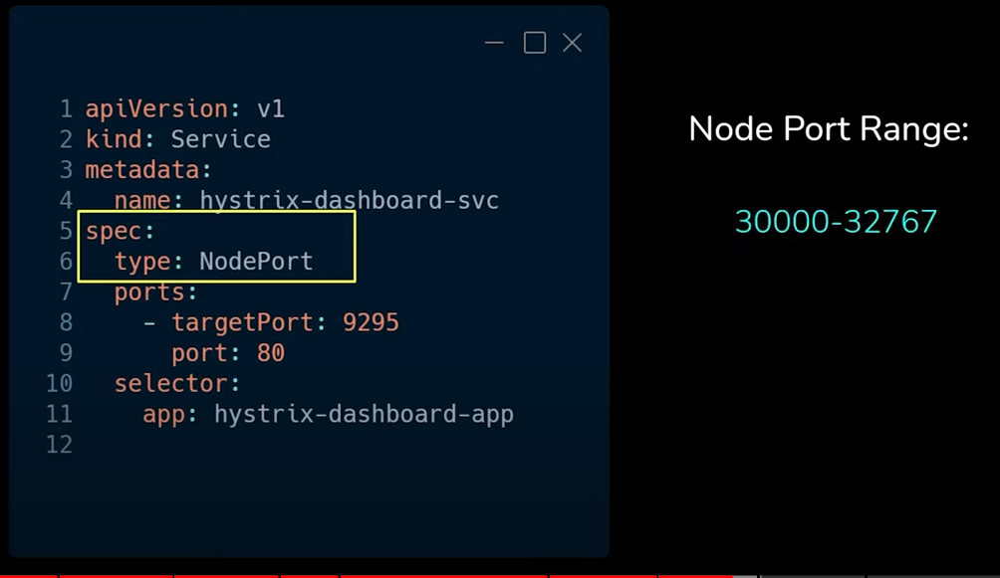 1 apiVersion: v1
2 kind: Service
3 metadata:
4   name: hystrix-dashboard-svc
5 spec:
6   type: NodePort
7   ports:
8     - targetPort: 9295
9       port: 80
10   selector:
11     app: hystrix-dashboard-app
12
Node Port Range:
30000-32767